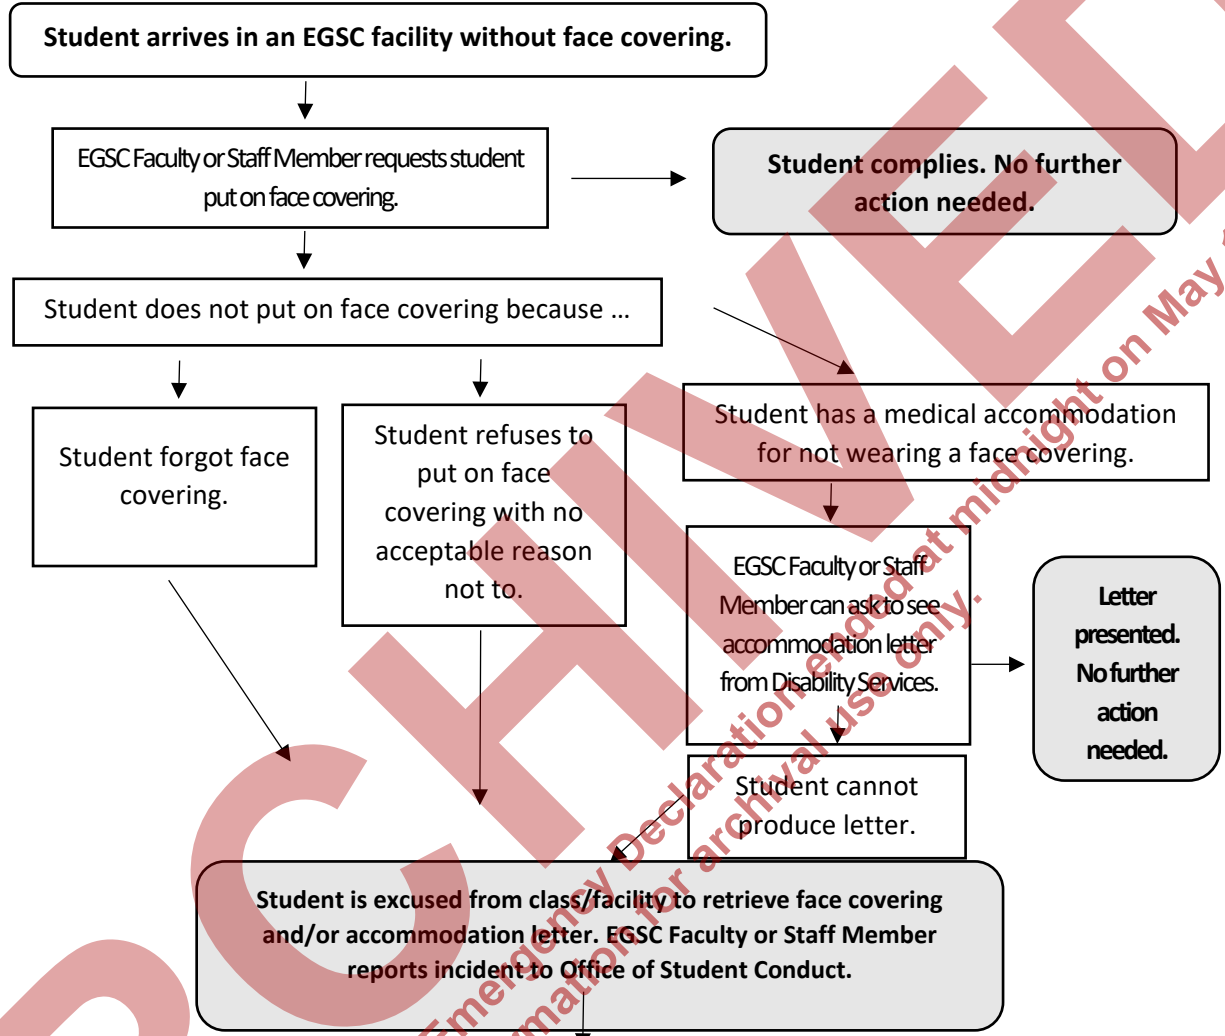 Student arrives in an EGSC facility without face covering.
EGSC Faculty or Staff Member requests student
put on face covering.
Student complies. No further
action needed.
Student does not put on face covering because …
Student forgot face
covering.
Student refuses to
put on face
covering with no
acceptable reason
not to.
Student has a medical accommodation
for not wearing a face covering.
EGSC Faculty or Staff
Member can ask to see
accommodation letter
from Disability Services.
Letter
presented.
No further
action
needed.
Student cannot
produce letter.
Student is excused from class/facility to retrieve face covering
and/or accommodation letter. EGSC Faculty or Staff Member
reports incident to Office of Student Conduct.
RCHIVED
Emergency Declaration ended at midnight on May
for archival use only.